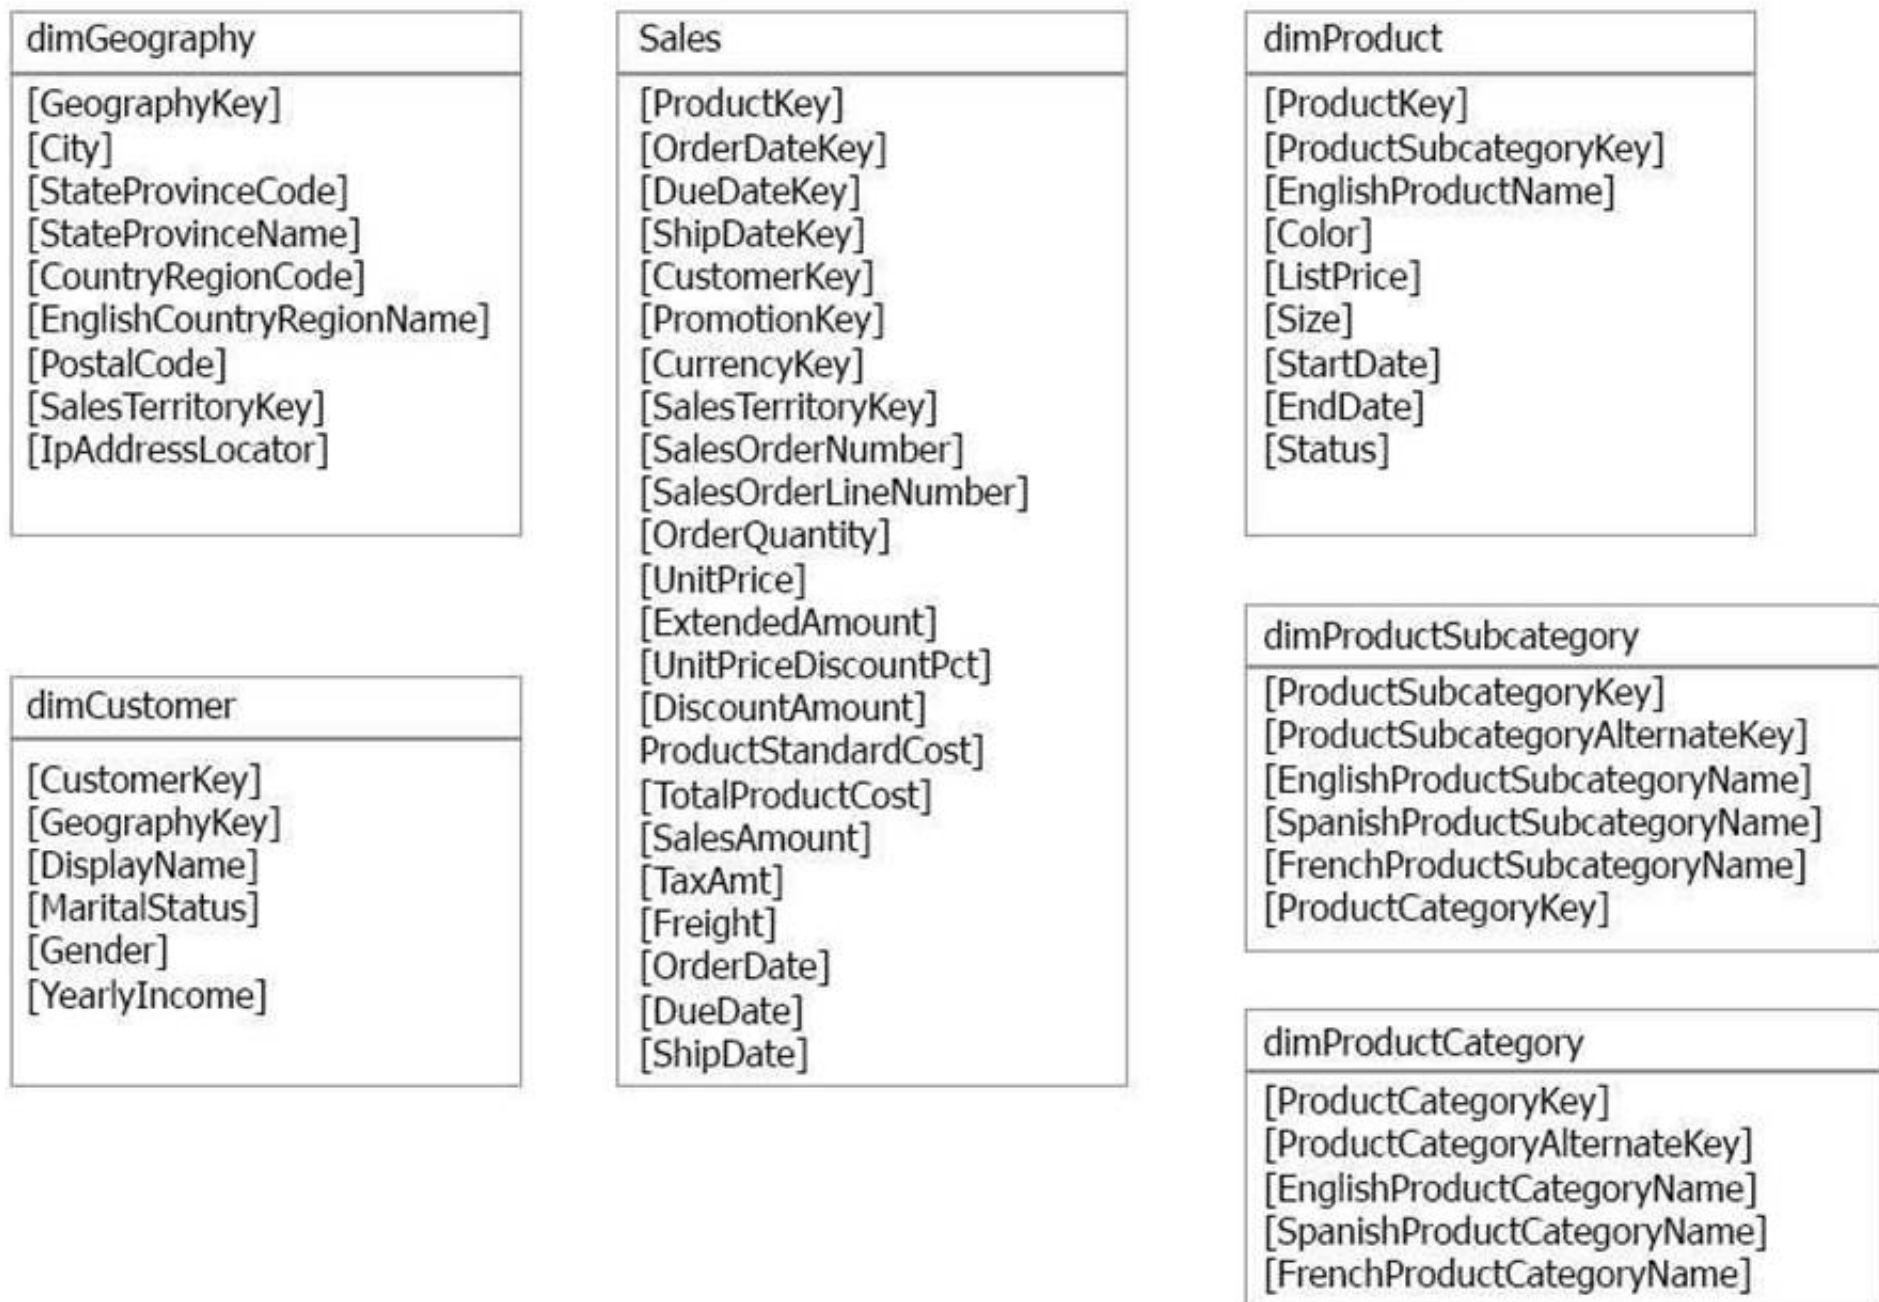 dimGeography
[GeographyKey]
[City]
[StateProvinceCode]
[StateProvinceName]
[CountryRegionCode]
[EnglishCountryRegionName]
[PostalCode]
[SalesTerritoryKey]
[IpAddressLocator]
dimCustomer
[CustomerKey]
[GeographyKey]
[DisplayName]
[MaritalStatus]
[Gender]
[YearlyIncome]
Sales
[ProductKey]
[OrderDateKey]
[DueDateKey]
[ShipDateKey]
[CustomerKey]
[PromotionKey]
[CurrencyKey]
[SalesTerritoryKey]
[SalesOrderNumber]
[SalesOrderLineNumber]
[OrderQuantity]
[UnitPrice]
[ExtendedAmount]
[UnitPriceDiscountPct]
[DiscountAmount]
ProductStandardCost]
[TotalProductCost]
[SalesAmount]
[TaxAmt]
[Freight]
[OrderDate]
[DueDate]
[ShipDate]
dimProduct
[ProductKey]
[ProductSubcategoryKey]
[EnglishProductName]
[Color]
[ListPrice]
[Size]
[StartDate]
[EndDate]
[Status]
dimProductSubcategory
[ProductSubcategoryKey]
[ProductSubcategoryAlternateKey]
[EnglishProductSubcategoryName]
[SpanishProductSubcategoryName]
[FrenchProductSubcategoryName]
[ProductCategoryKey]
dimProductCategory
[ProductCategoryKey]
[ProductCategoryAlternateKey]
[EnglishProductCategoryName]
[SpanishProductCategoryName]
[FrenchProductCategoryName]